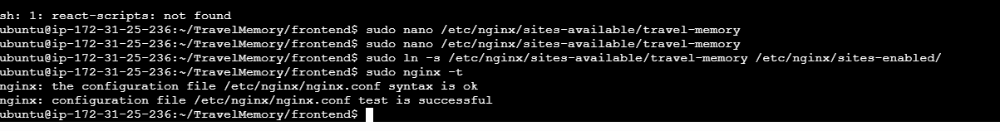 sh: 1: react-scripts: not found
ubuntu@ip-172-31-25-236:~/TravelMemory/frontend$ sudo nano /etc/nginx/sites-available/travel-memory
ubuntu@ip-172-31-25-236:~/TravelMemory/frontend$ sudo nano /etc/nginx/sites-available/travel-memory
ubuntu@ip-172-31-25-236:~/TravelMemory/frontend$ sudo ln -s /etc/nginx/sites-available/travel-memory /etc/nginx/sites-enabled/
ubuntu@ip-172-31-25-236:~/TravelMemory/frontend$ sudo nginx -t
nginx: the configuration file /etc/nginx/nginx.conf syntax is ok
nginx: configuration file /etc/nginx/nginx.conf test is successful
ubuntu@ip-172-31-25-236:~/TravelMemory/frontend$